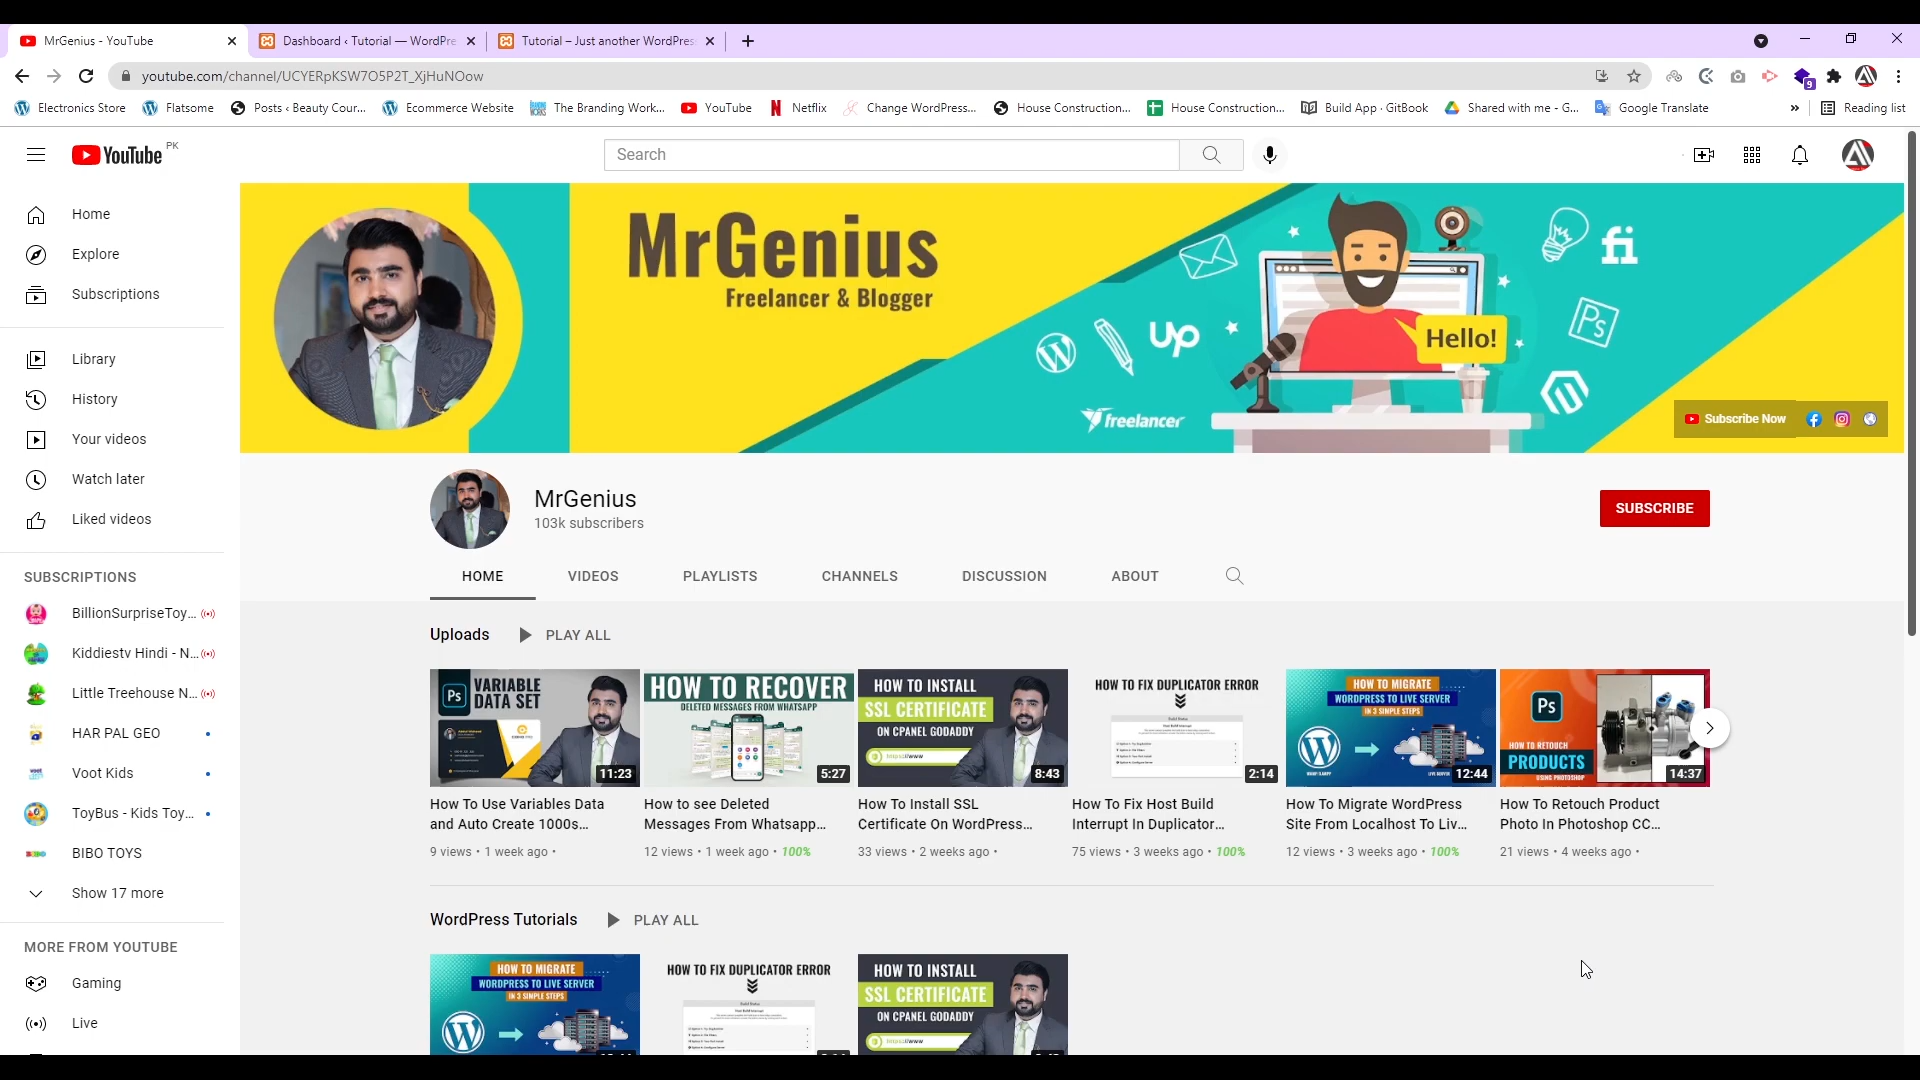 MrGenius - YouTube
Dashboard ‹ Tutorial — WordPre
Tutorial – Just another WordPres
youtube.com/channel/UCYERpKSW7O5P2T_XjHuNOow
9
Electronics Store
Flatsome
Posts ‹ Beauty Cour...
Ecommerce Website
The Branding Work...
YouTube
Netflix
Change WordPress...
House Construction...
House Construction...
Build App · GitBook
Shared with me - G...
Google Translate
»
Reading list
YouTube PK
Search
Home
Explore
Subscriptions
Library
History
Your videos
Watch later
Liked videos
SUBSCRIPTIONS
BillionSurpriseToy...
Kiddiestv Hindi - N...
Little Treehouse N...
HAR PAL GEO
Voot Kids
ToyBus - Kids Toy...
BIBO TOYS
Show 17 more
MORE FROM YOUTUBE
Gaming
Live
MrGenius
Freelancer & Blogger
Up
fi
Ps
Hello!
freelancer
Subscribe Now
MrGenius
103k subscribers
SUBSCRIBE
HOME
VIDEOS
PLAYLISTS
CHANNELS
DISCUSSION
ABOUT
Uploads
PLAY ALL
Ps
VARIABLE
DATA SET
11:23
How To Use Variables Data
and Auto Create 1000s...
9 views • 1 week ago •
HOW TO RECOVER
DELETED MESSAGES FROM WHATSAPP
5:27
How to see Deleted
Messages From Whatsapp...
12 views • 1 week ago • 100%
HOW TO INSTALL
SSL CERTIFICATE
ON CPANEL GODADDY
8:43
How To Install SSL
Certificate On WordPress...
33 views • 2 weeks ago •
HOW TO FIX DUPLICATOR ERROR
2:14
How To Fix Host Build
Interrupt In Duplicator...
75 views • 3 weeks ago • 100%
HOW TO MIGRATE
WORDPRESS TO LIVE SERVER
IN 3 SIMPLE STEPS
12:44
How To Migrate WordPress
Site From Localhost To Liv...
12 views • 3 weeks ago • 100%
Ps
HOW TO RETOUCH
PRODUCTS
USING PHOTOSHOP
14:37
How To Retouch Product
Photo In Photoshop CC...
21 views • 4 weeks ago •
WordPress Tutorials
PLAY ALL
HOW TO MIGRATE
WORDPRESS TO LIVE SERVER
IN 3 SIMPLE STEPS
HOW TO FIX DUPLICATOR ERROR
HOW TO INSTALL
SSL CERTIFICATE
ON CPANEL GODADDY